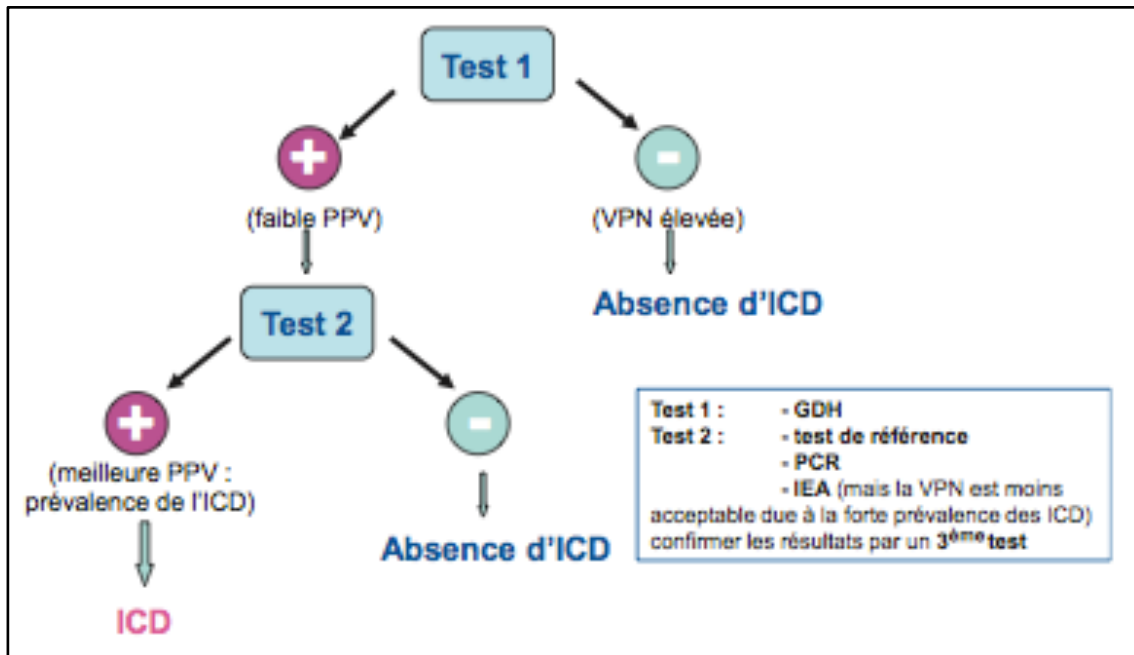 Test 1
+
-
(faible PPV)
(VPN élevée)
Absence d'ICD
Test 2
+
-
(meilleure PPV :
prévalence de l'ICD)
Absence d'ICD
ICD
Test 1 : - GDH
Test 2 : - test de référence
- PCR
- IEA (mais la VPN est moins
acceptable due à la forte prévalence des ICD)
confirmer les résultats par un 3ème test